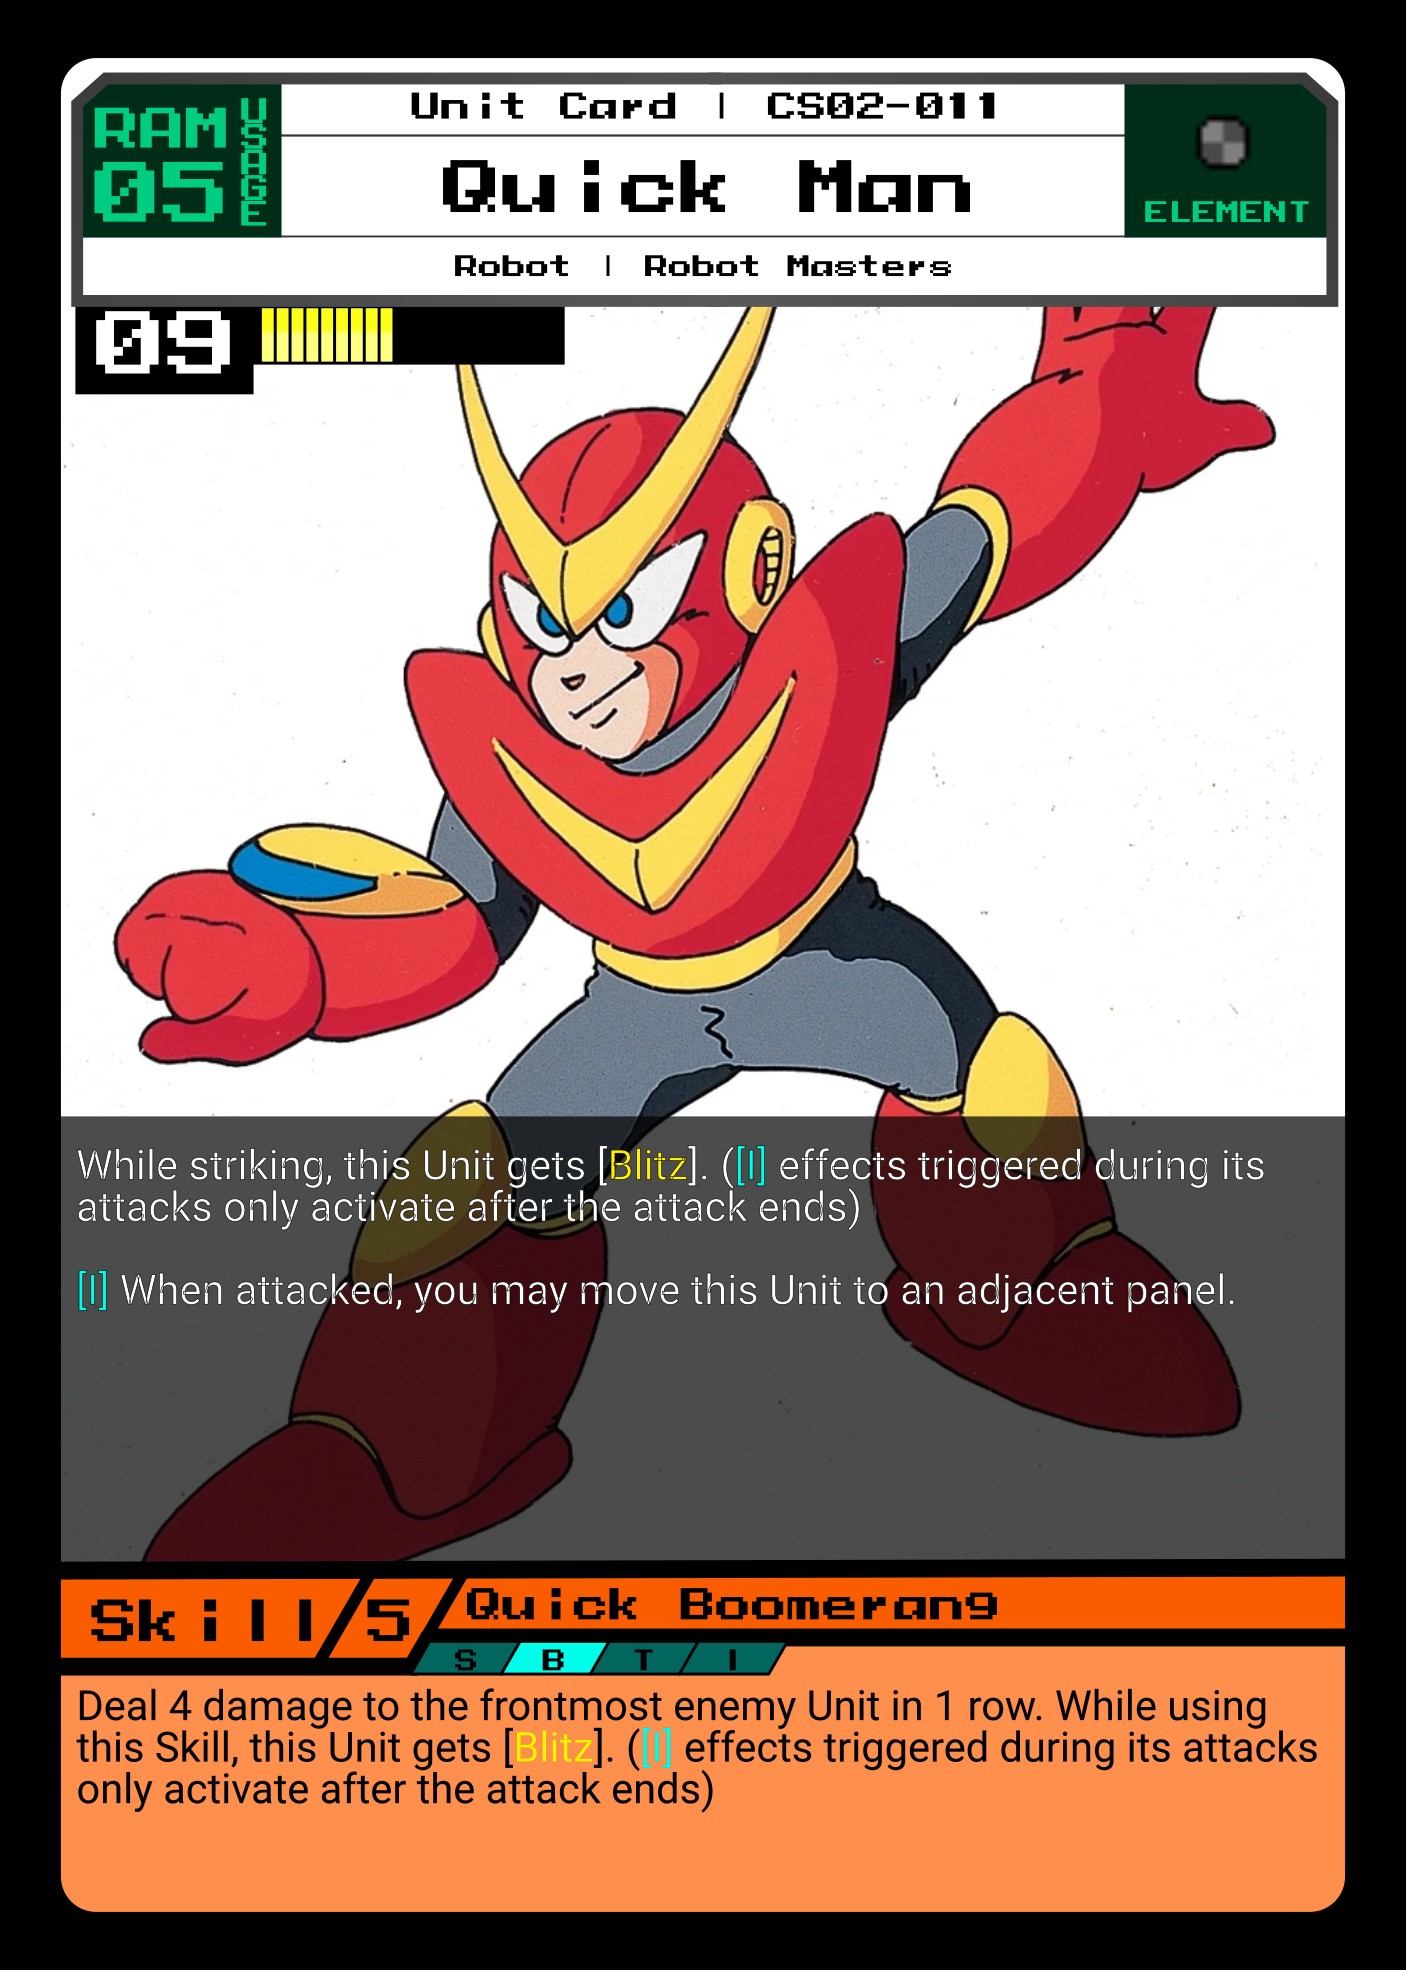 RAM
05
USAGE
Unit Card | CS02-011
Quick Man
ELEMENT
Robot | Robot Masters
09
While striking, this Unit gets [Blitz]. ([I] effects triggered during its
attacks only activate after the attack ends)
[I] When attacked, you may move this Unit to an adjacent panel.
Skill/5
Quick Boomerang
S B T I
Deal 4 damage to the frontmost enemy Unit in 1 row. While using
this Skill, this Unit gets [Blitz]. ([I] effects triggered during its attacks
only activate after the attack ends)